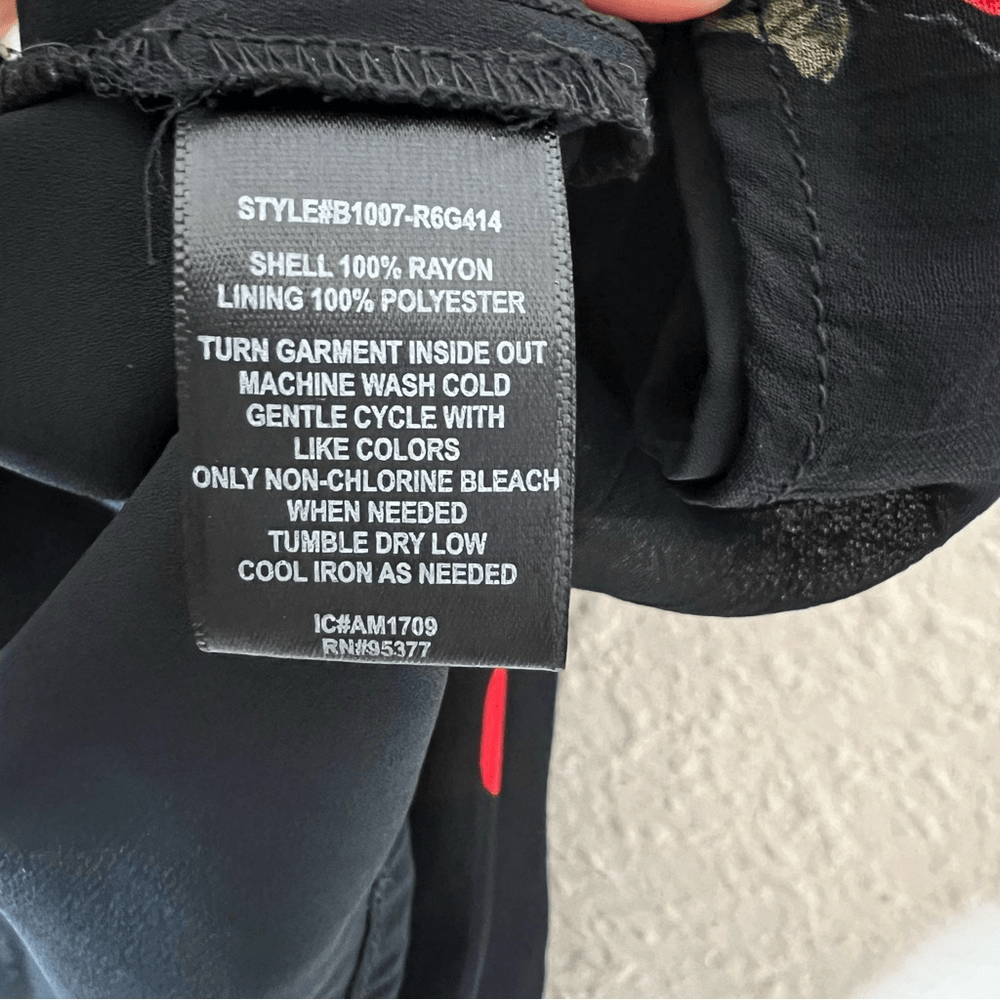 STYLE#B1007-R6G414
SHELL 100% RAYON
LINING 100% POLYESTER
TURN GARMENT INSIDE OUT
MACHINE WASH COLD
GENTLE CYCLE WITH
LIKE COLORS
ONLY NON-CHLORINE BLEACH
WHEN NEEDED
TUMBLE DRY LOW
COOL IRON AS NEEDED
IC#AM1709
RN#95377